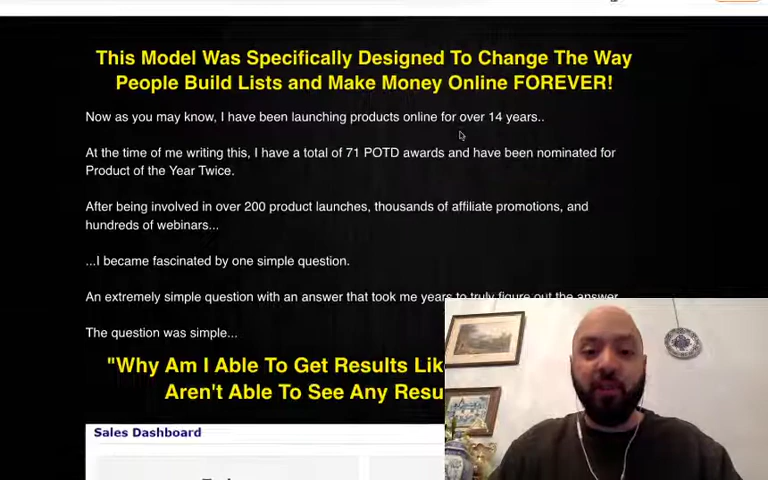 This Model Was Specifically Designed To Change The Way
People Build Lists and Make Money Online FOREVER!
Now as you may know, I have been launching products online for over 14 years..
At the time of me writing this, I have a total of 71 POTD awards and have been nominated for
Product of the Year Twice.
After being involved in over 200 product launches, thousands of affiliate promotions, and
hundreds of webinars...
...I became fascinated by one simple question.
An extremely simple question with an answer that took me years to truly figure out the answer
The question was simple...
"Why Am I Able To Get Results
Aren't Able To See Any
Sales Dashboard